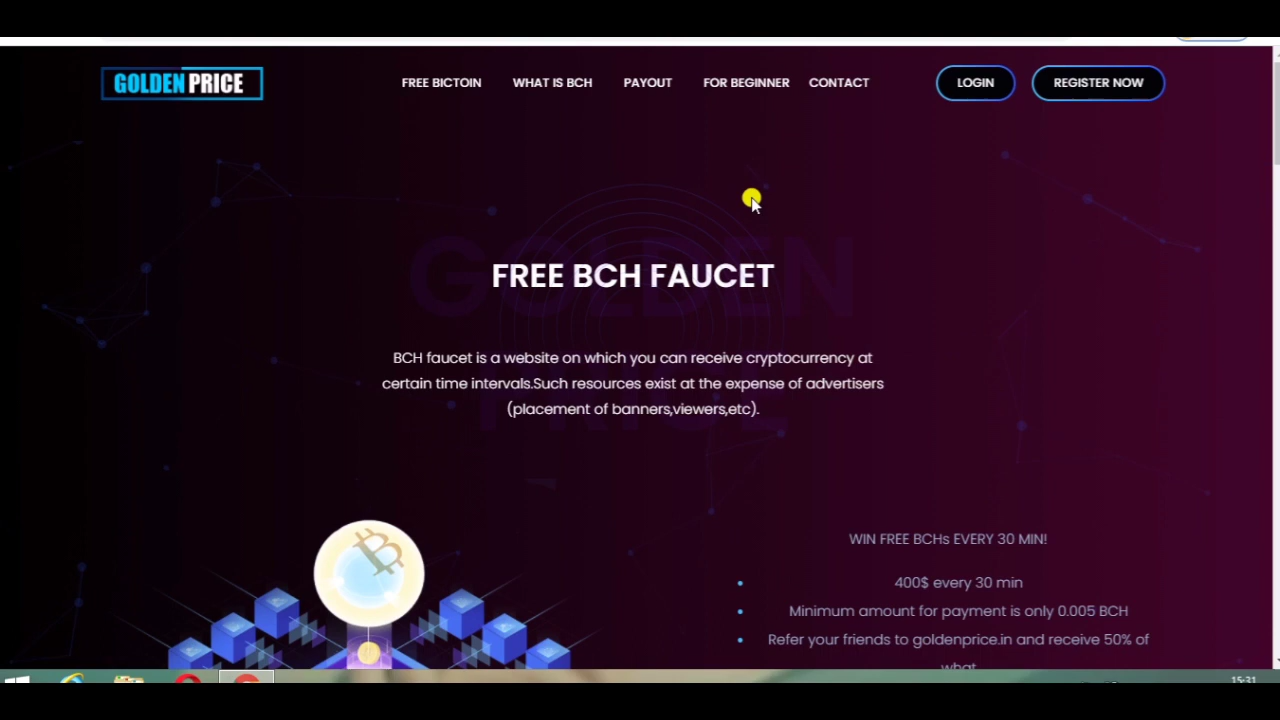 GOLDEN PRICE
FREE BICTOIN WHAT IS BCH PAYOUT FOR BEGINNER CONTACT LOGIN REGISTER NOW
GOLDEN
PRICE
FREE BCH FAUCET
BCH faucet is a website on which you can receive cryptocurrency at
certain time intervals.Such resources exist at the expense of advertisers
(placement of banners,viewers,etc).
WIN FREE BCHs EVERY 30 MIN!
400$ every 30 min
Minimum amount for payment is only 0.005 BCH
Refer your friends to goldenprice.in and receive 50% of
what
15:31